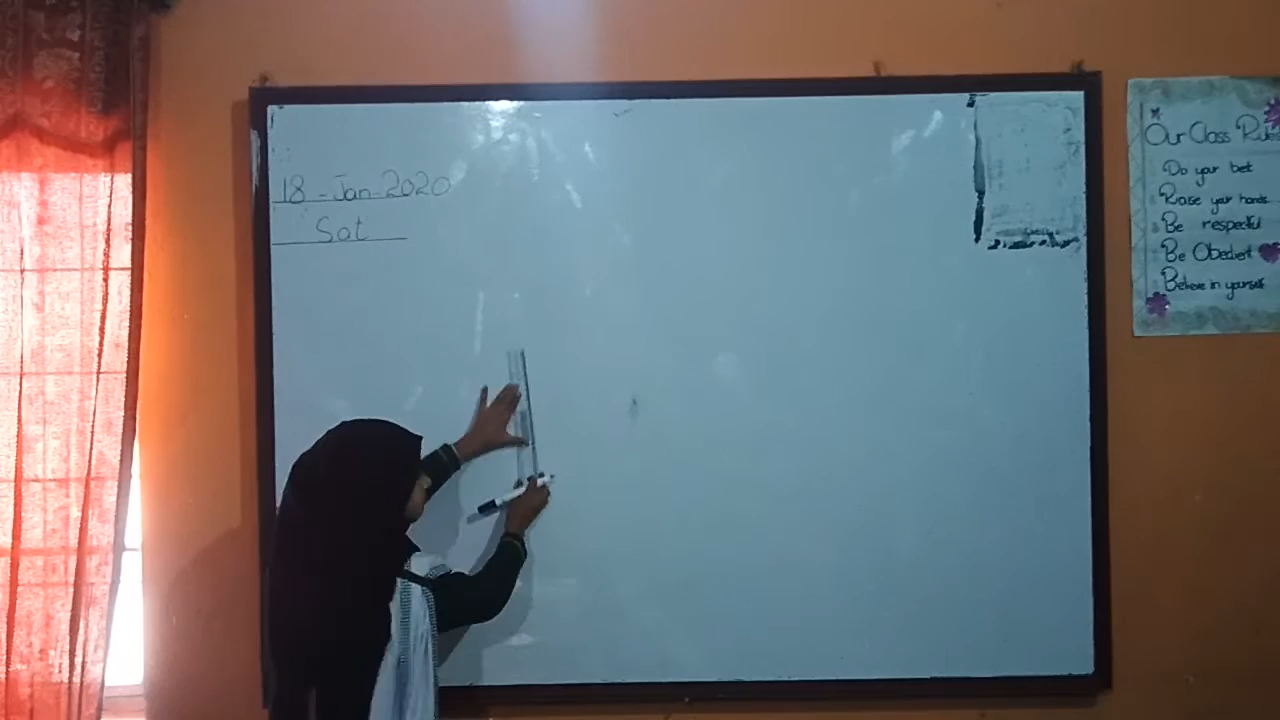 18-Jan-2020
Sat
Our Class Rules
Do your bet
Raise your hands
Be respectful
Be Obedient
Believe in yourself